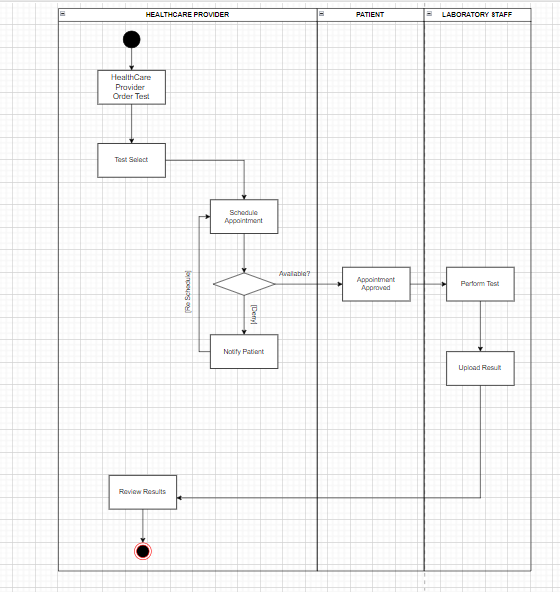 HEALTHCARE PROVIDER
PATIENT
LABORATORY STAFF
HealthCare
Provider
Order Test
Test Select
Schedule
Appointment
Available?
Appointment
Approved
Perform Test
[Re Schedule]
[Deny]
Notify Patient
Upload Result
Review Results